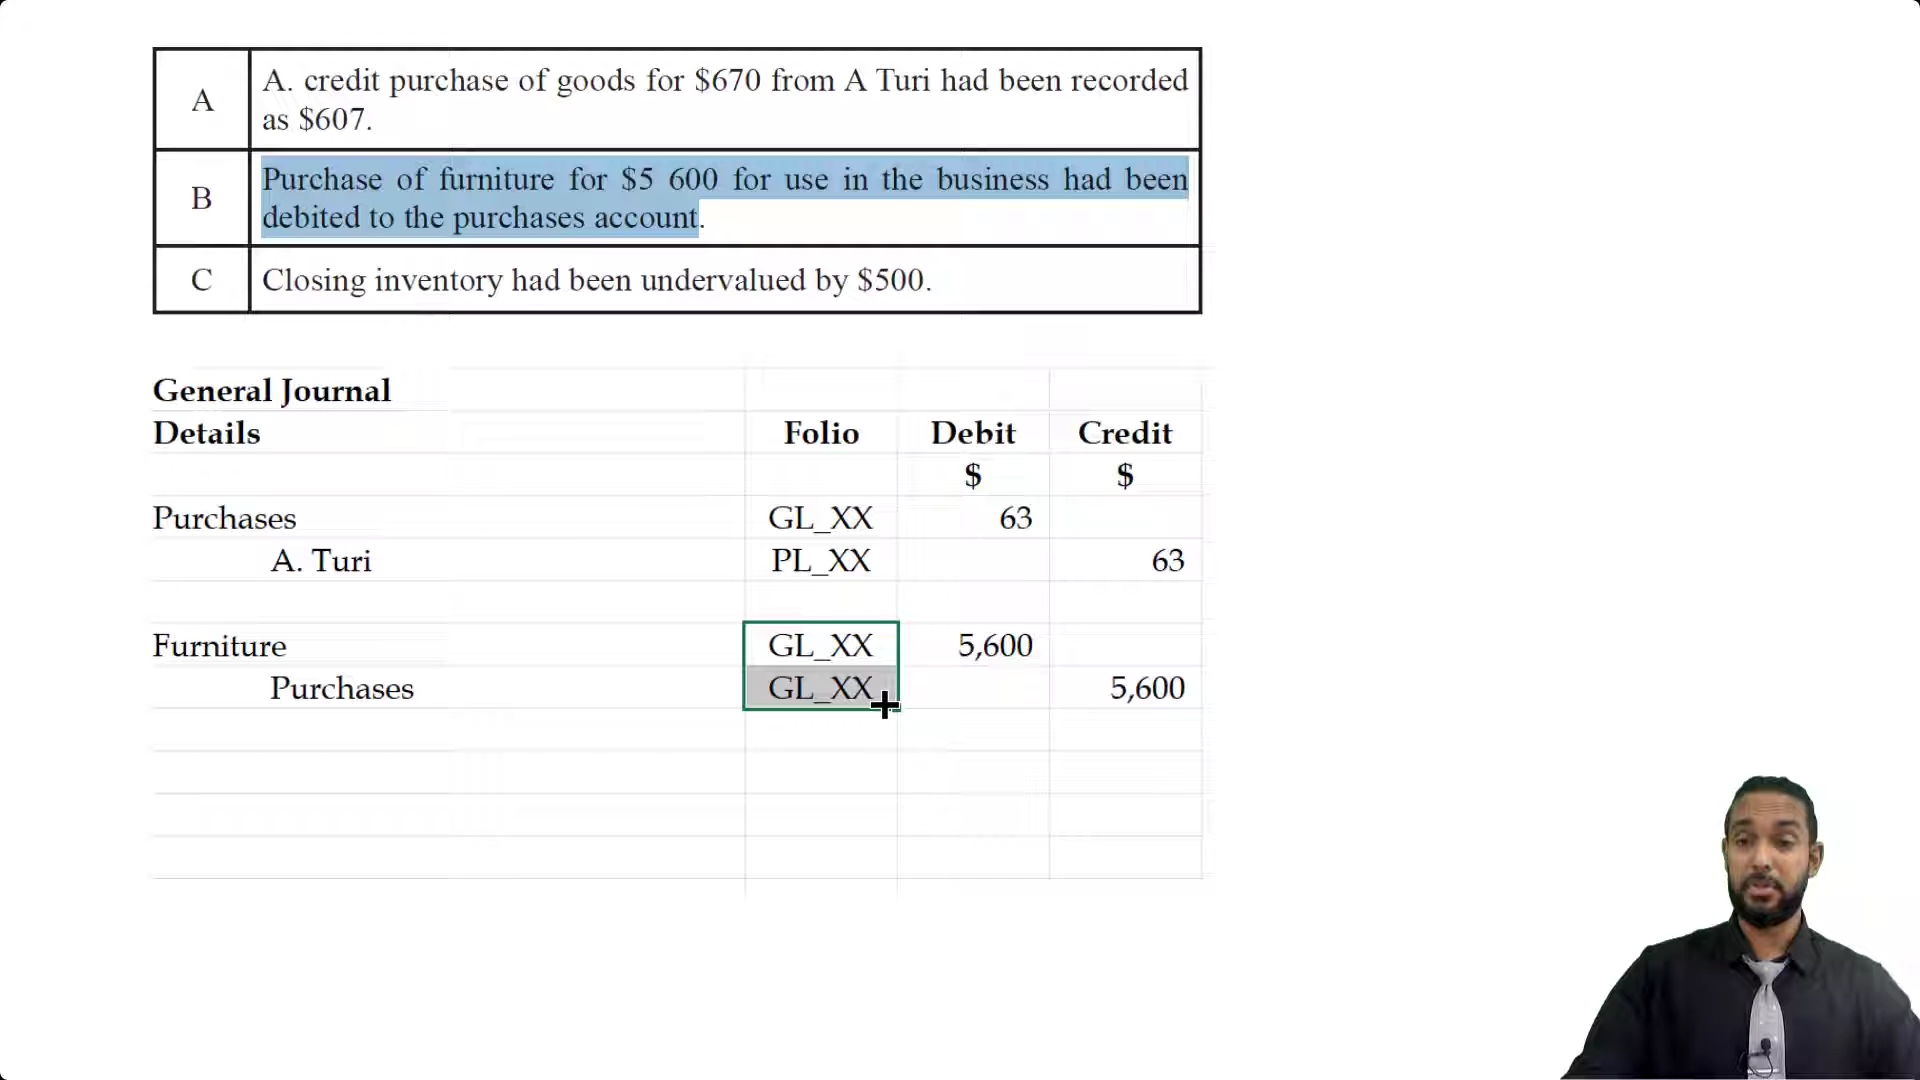 A
A. credit purchase of goods for $670 from A Turi had been recorded
as $607.
B
Purchase of furniture for $5 600 for use in the business had been
debited to the purchases account.
C
Closing inventory had been undervalued by $500.
General Journal
Details Folio Debit Credit
$ $
Purchases GL_XX 63
A. Turi PL_XX 63
Furniture GL_XX 5,600
Purchases GL_XX 5,600